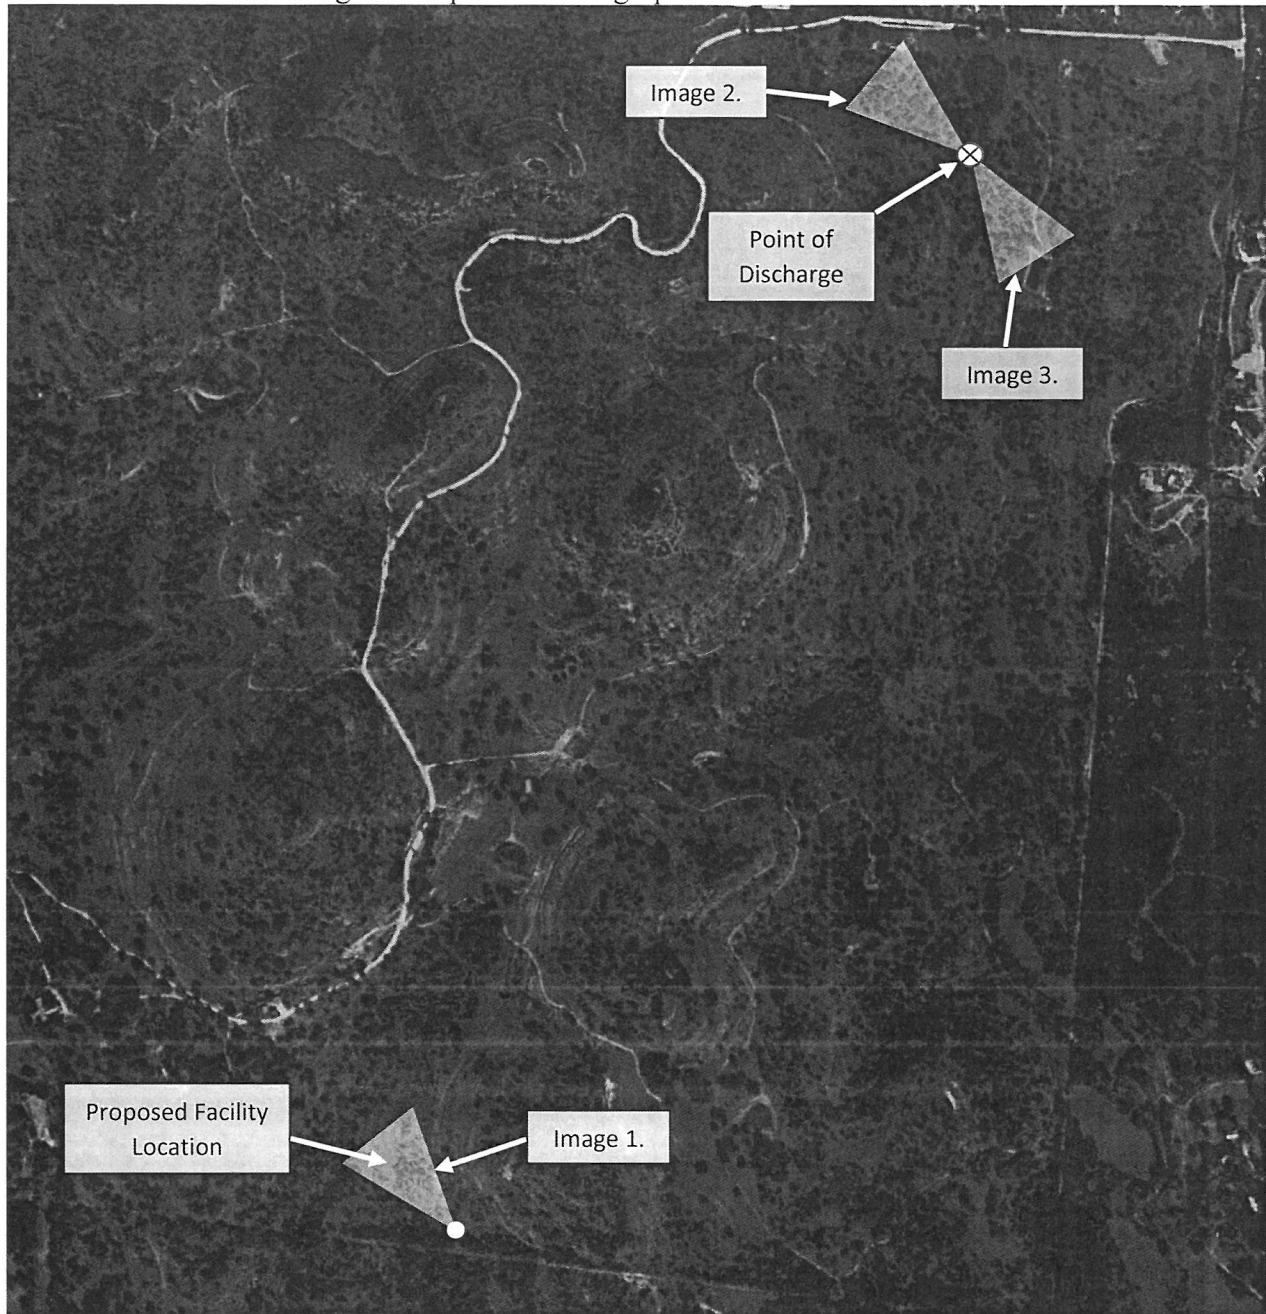 Image 2.
Point of
Discharge
Image 3.
Proposed Facility
Location
Image 1.